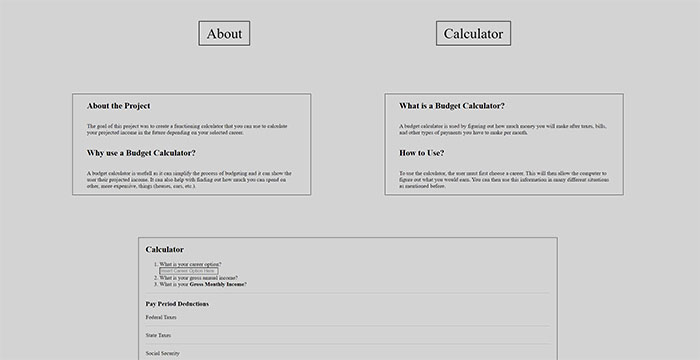 About
Calculator
About the Project
The goal of this project was to create a functioning calculator that you can use to calculate
your projected income in the future depending on your selected career.
Why use a Budget Calculator?
A budget calculator is usefull as it can simplify the process of budgeting and it can show the
user their projected income. It can also help with finding out how much you can spend on
other, more expensive, things (houses, cars, etc.)
What is a Budget Calculator?
A budget calculator is used by figuring out how much money you will make after taxes, bills,
and other types of payments you have to make per month.
How to Use?
To use the calculator, the user must first choose a career. This will then allow the computer to
figure out what you would earn. You can then use this information in many different situations
as mentioned before.
Calculator
1. What is your career option?
Insert Career Option Here
2. What is your gross annual income?
3. What is your Gross Monthly Income?
Pay Period Deductions
Federal Taxes
State Taxes
Social Security